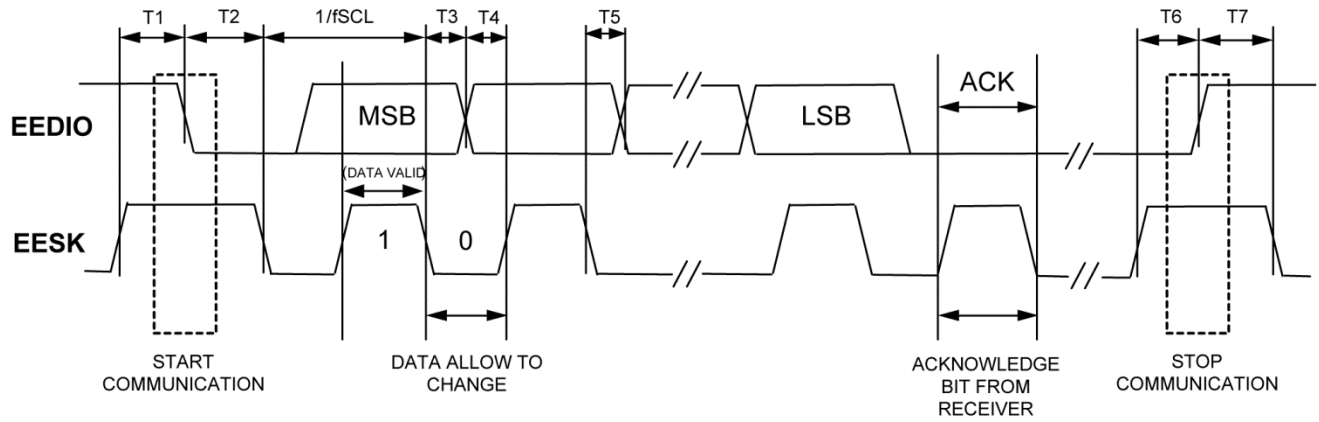 T1 T2 1/fSCL T3 T4 T5 T6 T7
ACK
EEDIO MSB LSB
(DATA VALID)
EESK 1 0
START
COMMUNICATION
DATA ALLOW TO
CHANGE
ACKNOWLEDGE
BIT FROM
RECEIVER
STOP
COMMUNICATION